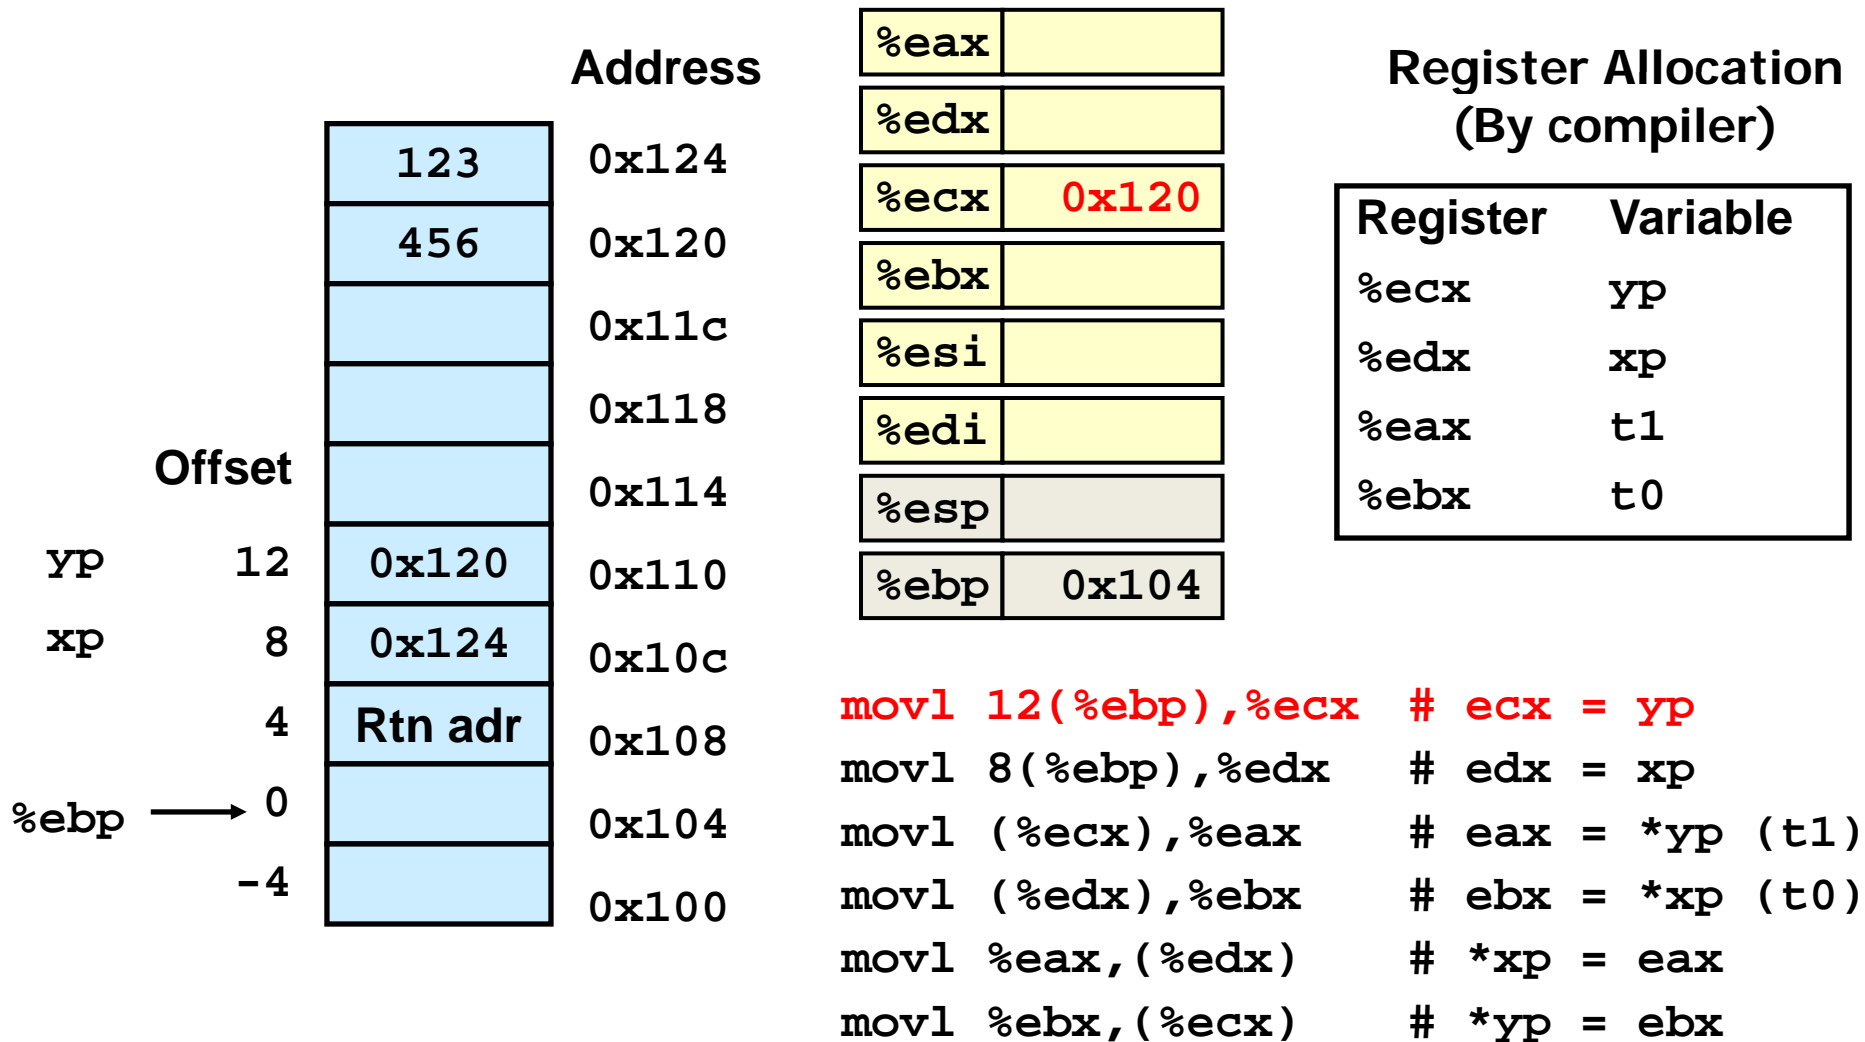 Address
123 0x124
456 0x120
0x11c
0x118
Offset
0x114
yp 12 0x120 0x110
xp 8 0x124 0x10c
4 Rtn adr 0x108
%ebp 0 0x104
-4 0x100
%eax
%edx
%ecx 0x120
%ebx
%esi
%edi
%esp
%ebp 0x104
Register Allocation
(By compiler)
Register Variable
%ecx yp
%edx xp
%eax t1
%ebx t0
movl 12(%ebp),%ecx # ecx = yp
movl 8(%ebp),%edx # edx = xp
movl (%ecx),%eax # eax = *yp (t1)
movl (%edx),%ebx # ebx = *xp (t0)
movl %eax,(%edx) # *xp = eax
movl %ebx,(%ecx) # *yp = ebx